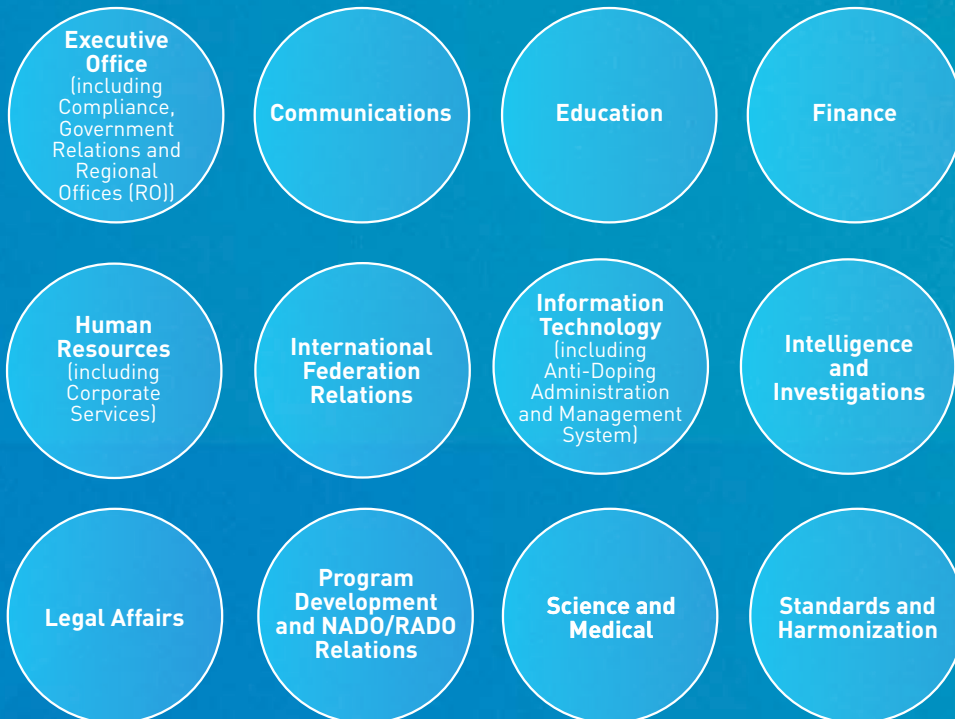 Executive
Office
(including
Compliance,
Government
Relations and
Regional
Offices (RO))
Communications
Education
Finance
Human
Resources
(including
Corporate
Services)
International
Federation
Relations
Information
Technology
(including
Anti-Doping
Administration
and Management
System)
Intelligence
and
Investigations
Legal Affairs
Program
Development
and NADO/RADO
Relations
Science and
Medical
Standards and
Harmonization